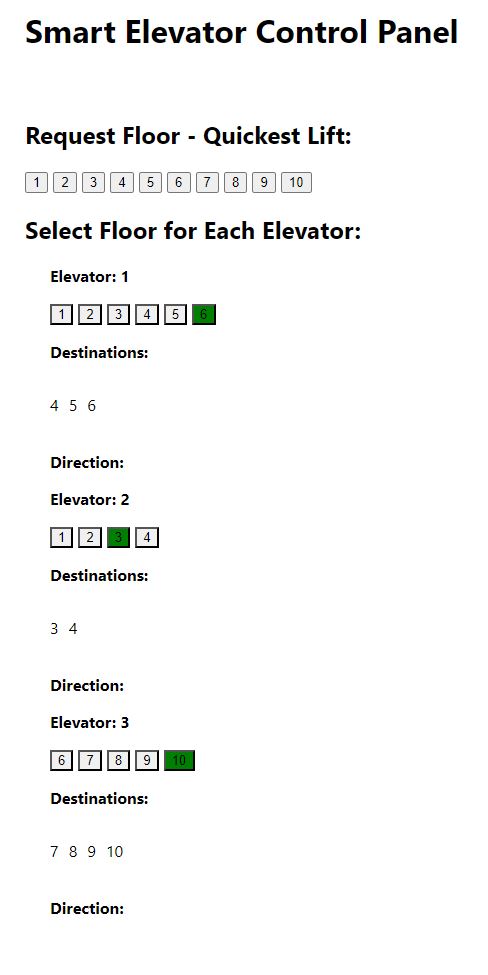 Smart Elevator Control Panel
Request Floor - Quickest Lift:
1 2 3 4 5 6 7 8 9 10
Select Floor for Each Elevator:
Elevator: 1
1 2 3 4 5 6
Destinations:
4 5 6
Direction:
Elevator: 2
1 2 3 4
Destinations:
3 4
Direction:
Elevator: 3
6 7 8 9 10
Destinations:
7 8 9 10
Direction: